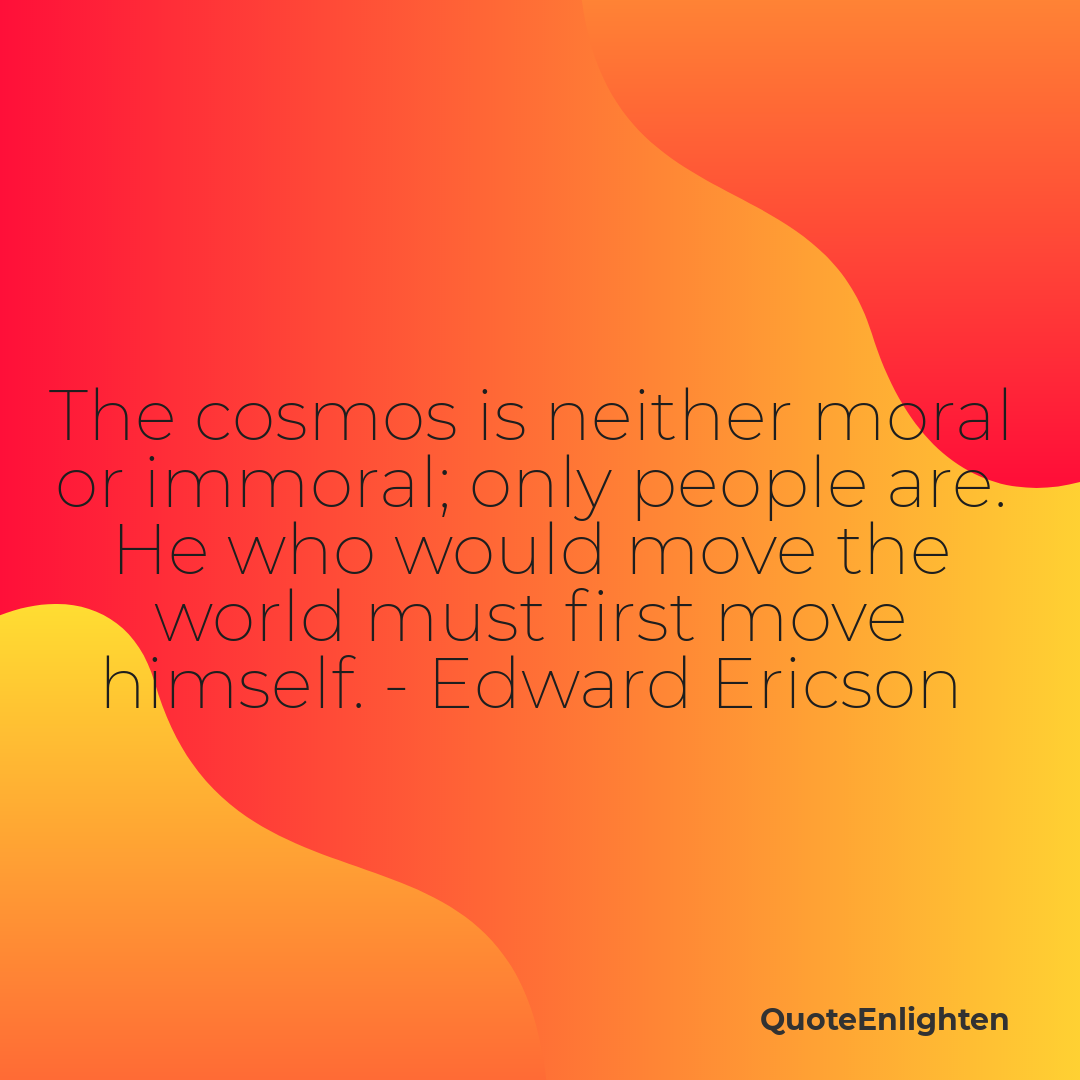 The cosmos is neither moral
or immoral; only people are.
He who would move the
world must first move
himself. - Edward Ericson
QuoteEnlighten